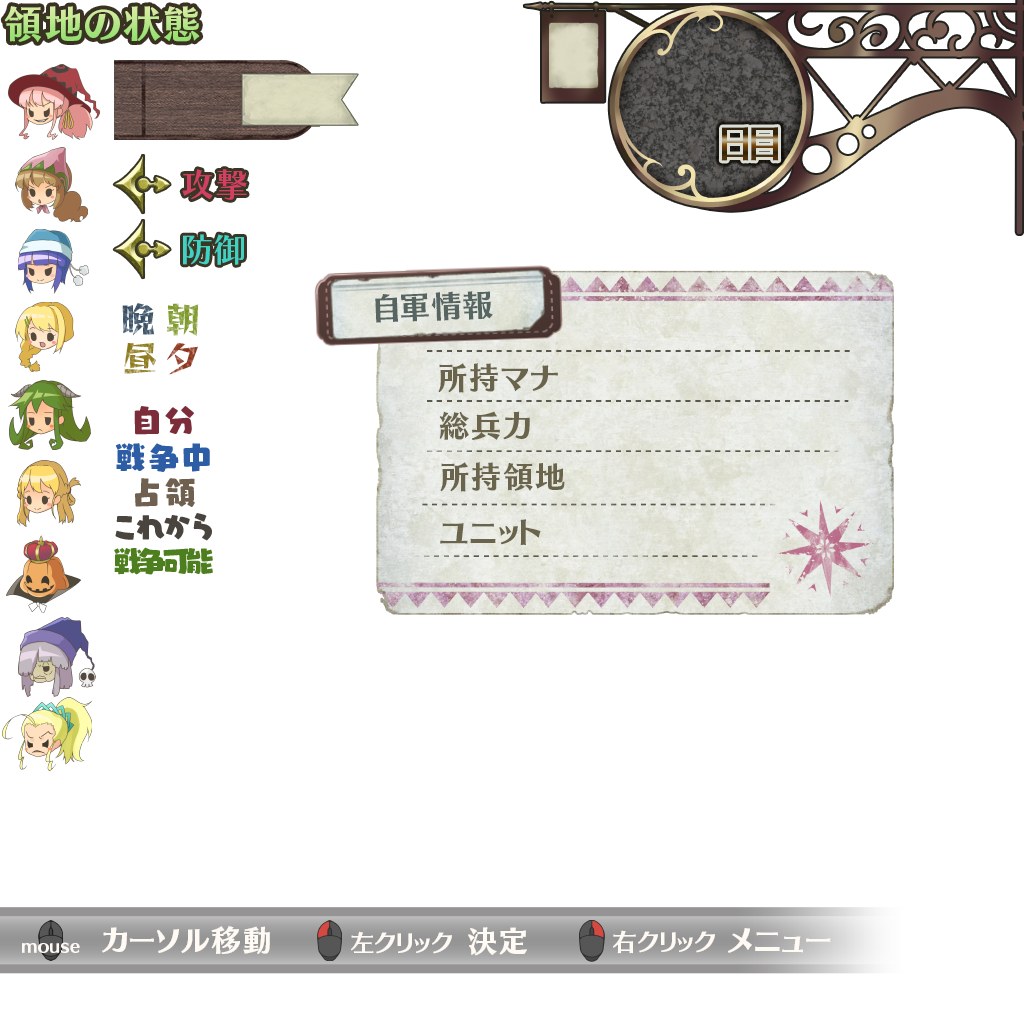 領地の状態
日目
攻撃
防御
晩 朝
昼 夕
自分
戦争中
占領
これから
戦争可能
自軍情報
所持マナ
総兵力
所持領地
ユニット
mouse カーソル移動 左クリック 決定 右クリック メニュー